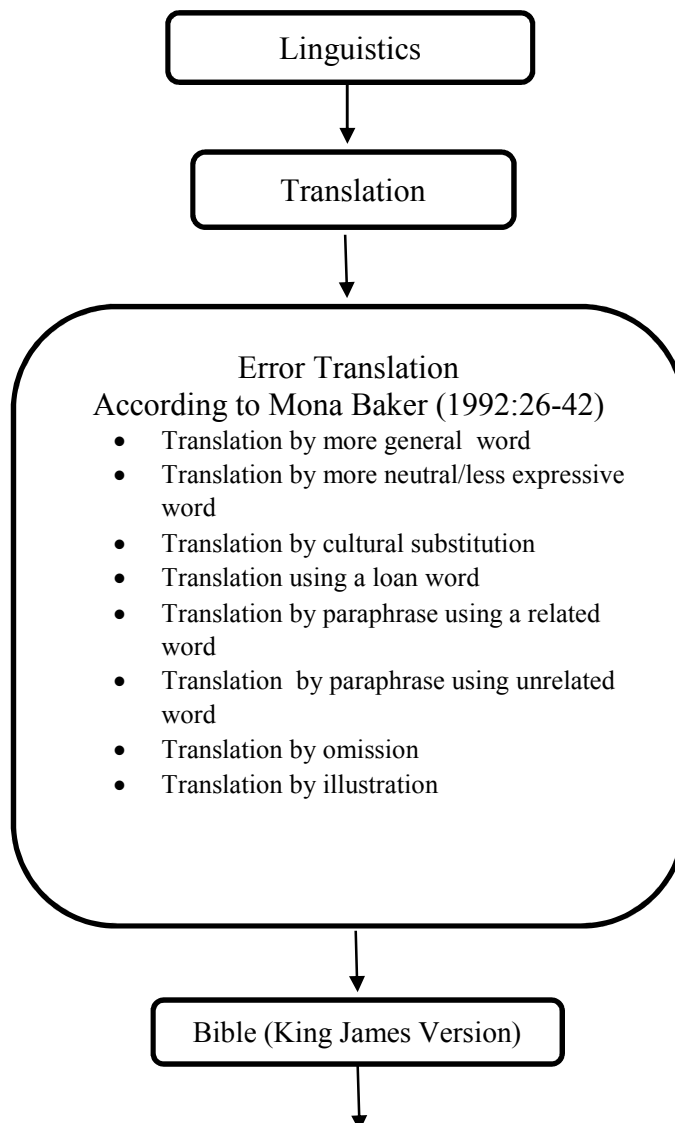 Linguistics
Translation
Error Translation
According to Mona Baker (1992:26-42)
• Translation by more general word
• Translation by more neutral/less expressive
word
• Translation by cultural substitution
• Translation using a loan word
• Translation by paraphrase using a related
word
• Translation by paraphrase using unrelated
word
• Translation by omission
• Translation by illustration
Bible (King James Version)